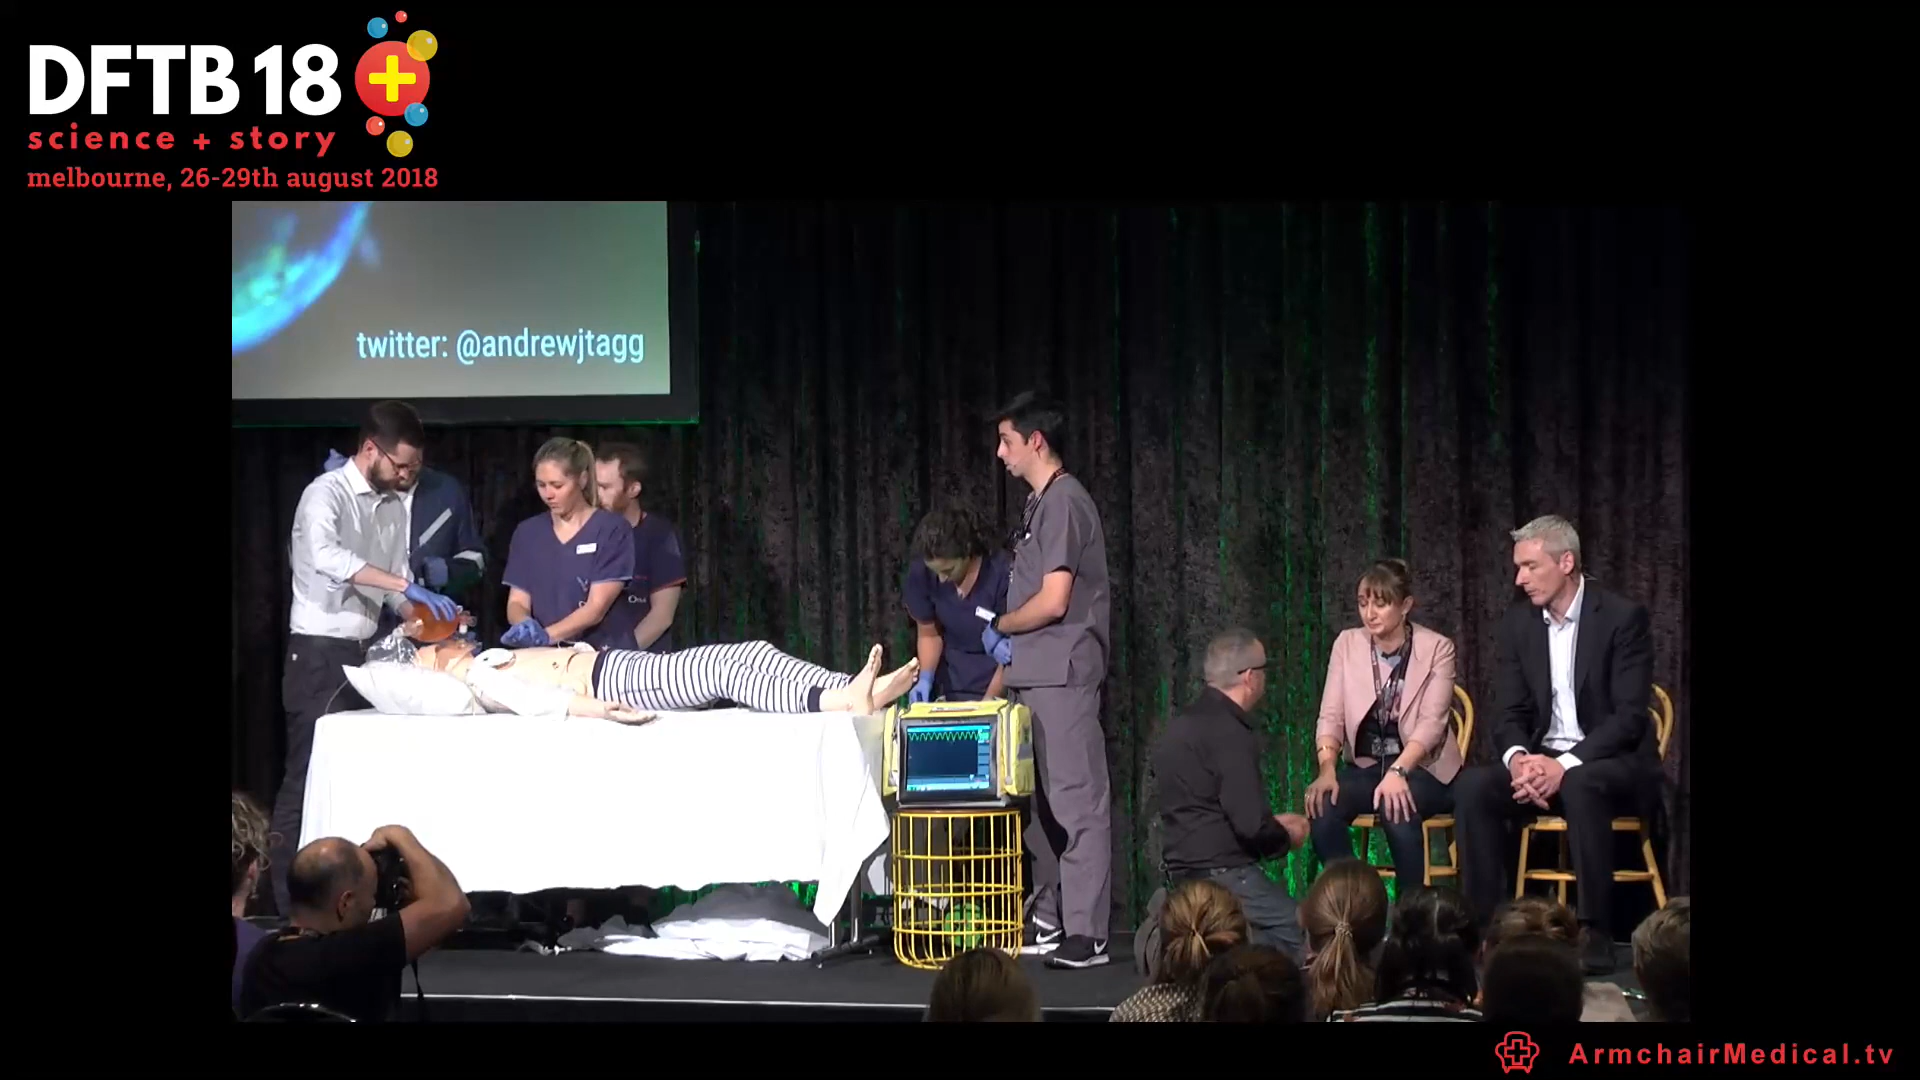 DFTB 18
science + story
melbourne, 26-29th august 2018
twitter: @andrewjtagg
ArmchairMedical.tv